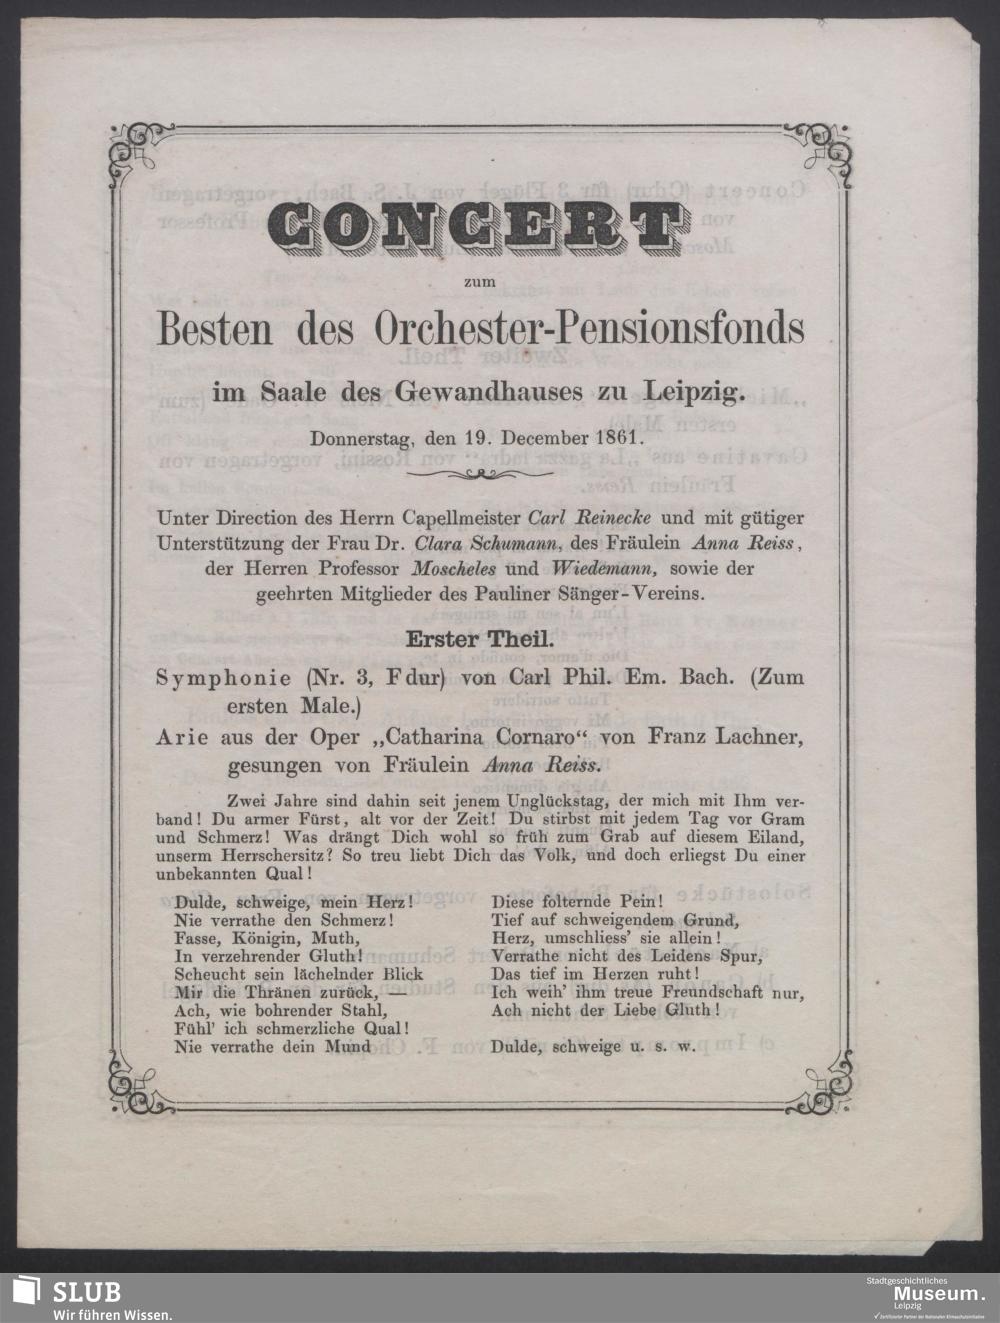 CONCERT
zum
Besten des Orchester-Pensionsfonds
im Saale des Gewandhauses zu Leipzig.
Donnerstag, den 19. December 1861.
Unter Direction des Herrn Capellmeister Carl Reinecke und mit gütiger
Unterstützung der Frau Dr. Clara Schumann, des Fräulein Anna Reiss,
der Herren Professor Moscheles und Wiedemann, sowie der
geehrten Mitglieder des Pauliner Sänger-Vereins.
Erster Theil.
Symphonie (Nr. 3, F dur) von Carl Phil. Em. Bach. (Zum
ersten Male.)
Arie aus der Oper „Catharina Cornaro“ von Franz Lachner,
gesungen von Fräulein Anna Reiss.
Zwei Jahre sind dahin seit jenem Unglückstag, der mich mit Ihm ver-
band! Du armer Fürst, alt vor der Zeit! Du stirbst mit jedem Tag vor Gram
und Schmerz! Was drängt Dich wohl so früh zum Grab auf diesem Eiland,
unserm Herrschersitz? So treu liebt Dich das Volk, und doch erliegst Du einer
unbekannten Qual!
Dulde, schweige, mein Herz!
Nie verrathe den Schmerz!
Fasse, Königin, Muth,
In verzehrender Gluth!
Scheucht sein lächelnder Blick
Mir die Thränen zurück, —
Ach, wie bohrender Stahl,
Fühl’ ich schmerzliche Qual!
Nie verrathe dein Mund
Diese folternde Pein!
Tief auf schweigendem Grund,
Herz, umschliess’ sie allein!
Verrathe nicht des Leidens Spur,
Das tief im Herzen ruht!
Ich weih’ ihm treue Freundschaft nur,
Ach nicht der Liebe Gluth!
Dulde, schweige u. s. w.
SLUB
Wir führen Wissen.
Stadtgeschichtliches
Museum.
Leipzig
Zertifizierter Partner der Nationalen Klimaschutzinitiative